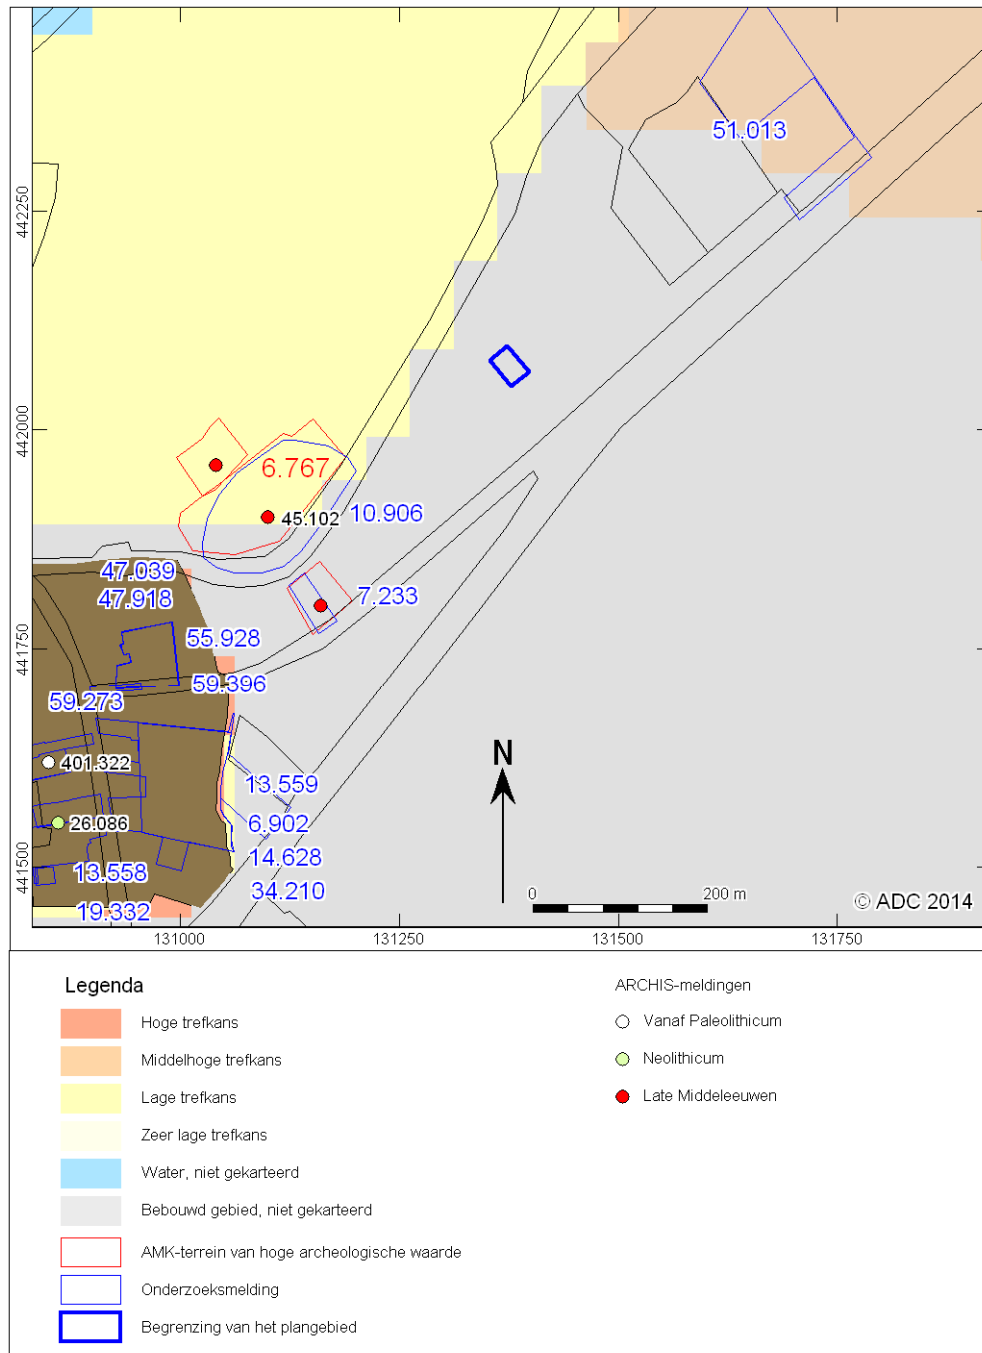 51.013
442250
442000
6.767
45.102
10.906
47.039
47.918
7.233
55.928
441750
59.396
59.273
N
401.322
13.559
26.086
6.902
14.628
13.558
441500
34.210
0
200 m
© ADC 2014
19.332
131000
131250
131500
131750
Legenda
Hoge trefkans
Middelhoge trefkans
Lage trefkans
Zeer lage trefkans
Water, niet gekarteerd
Bebouwd gebied, niet gekarteerd
AMK-terrein van hoge archeologische waarde
Onderzoeksmelding
Begrenzing van het plangebied
ARCHIS-meldingen
Vanaf Paleolithicum
Neolithicum
Late Middeleeuwen